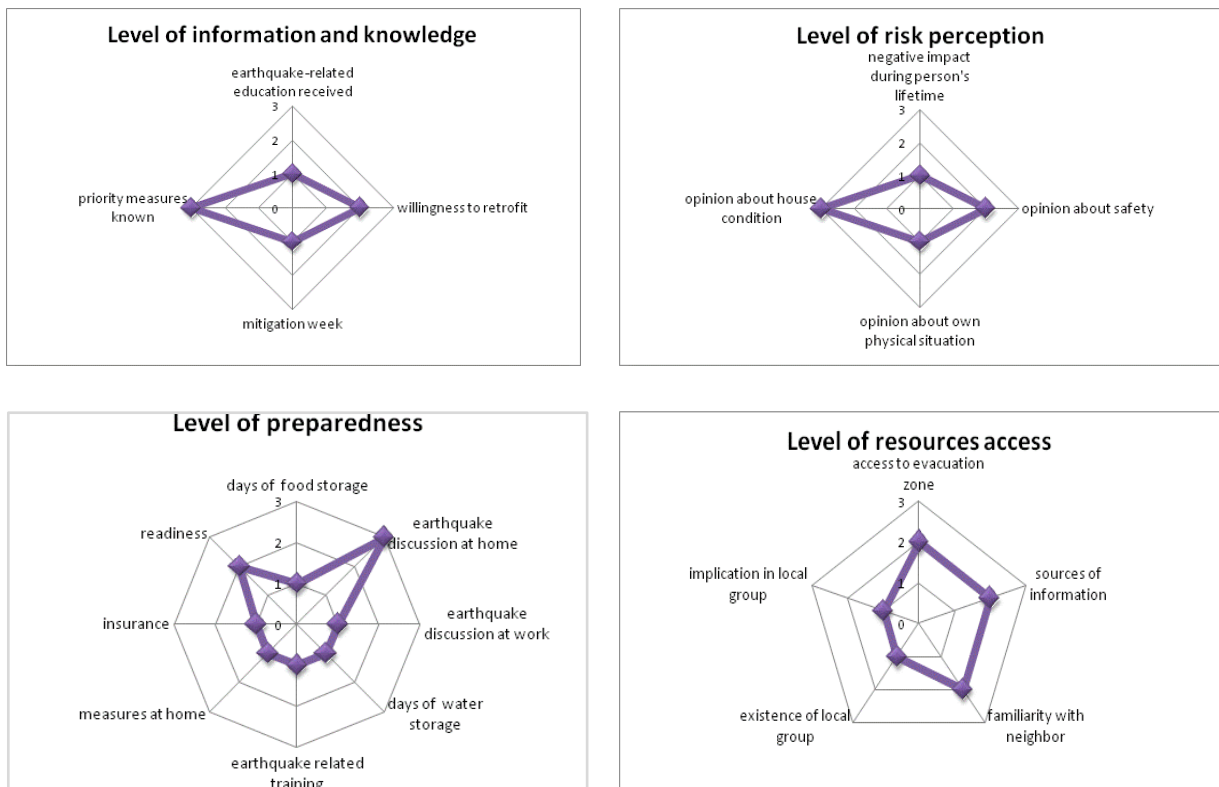 Level of information and knowledge
earthquake-related
education received
3
2
1
0
priority measures
known
willingness to retrofit
mitigation week
Level of risk perception
negative impact
during person's
lifetime
3
2
1
0
opinion about house
condition
opinion about safety
opinion about own
physical situation
Level of preparedness
days of food storage
3
2
1
0
readiness
earthquake
discussion at home
insurance
earthquake
discussion at work
measures at home
days of water
storage
earthquake related
training
Level of resources access
access to evacuation
zone
3
2
1
0
implication in local
group
sources of
information
existence of local
group
familiarity with
neighbor